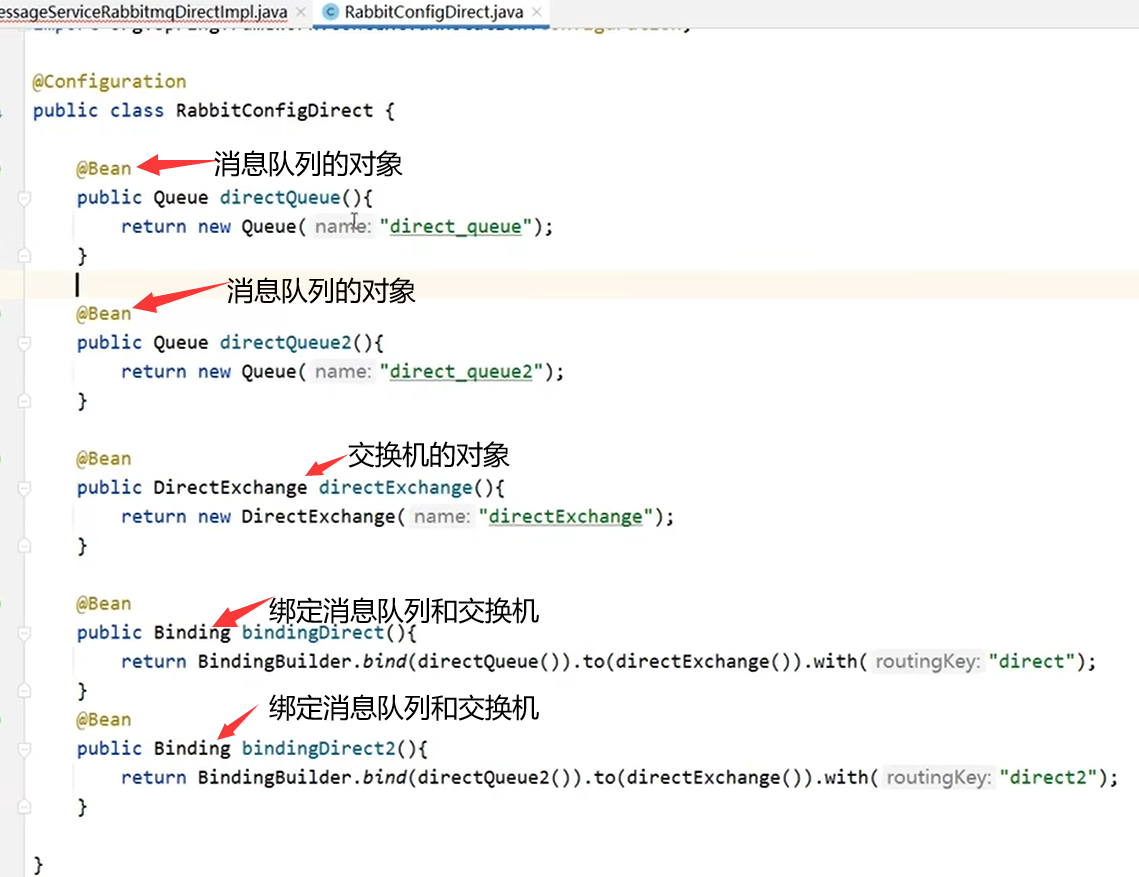 essageServiceRabbitmqDirectImpl.java × RabbitConfigDirect.java ×
@Configuration
public class RabbitConfigDirect {
@Bean 消息队列的对象
public Queue directQueue(){
return new Queue( name: "direct_queue");
}
消息队列的对象
@Bean
public Queue directQueue2(){
return new Queue( name: "direct_queue2");
}
@Bean 交换机的对象
public DirectExchange directExchange(){
return new DirectExchange( name: "directExchange");
}
@Bean 绑定消息队列和交换机
public Binding bindingDirect(){
return BindingBuilder.bind(directQueue()).to(directExchange()).with( routingKey: "direct");
}
绑定消息队列和交换机
@Bean
public Binding bindingDirect2(){
return BindingBuilder.bind(directQueue2()).to(directExchange()).with( routingKey: "direct2");
}
}